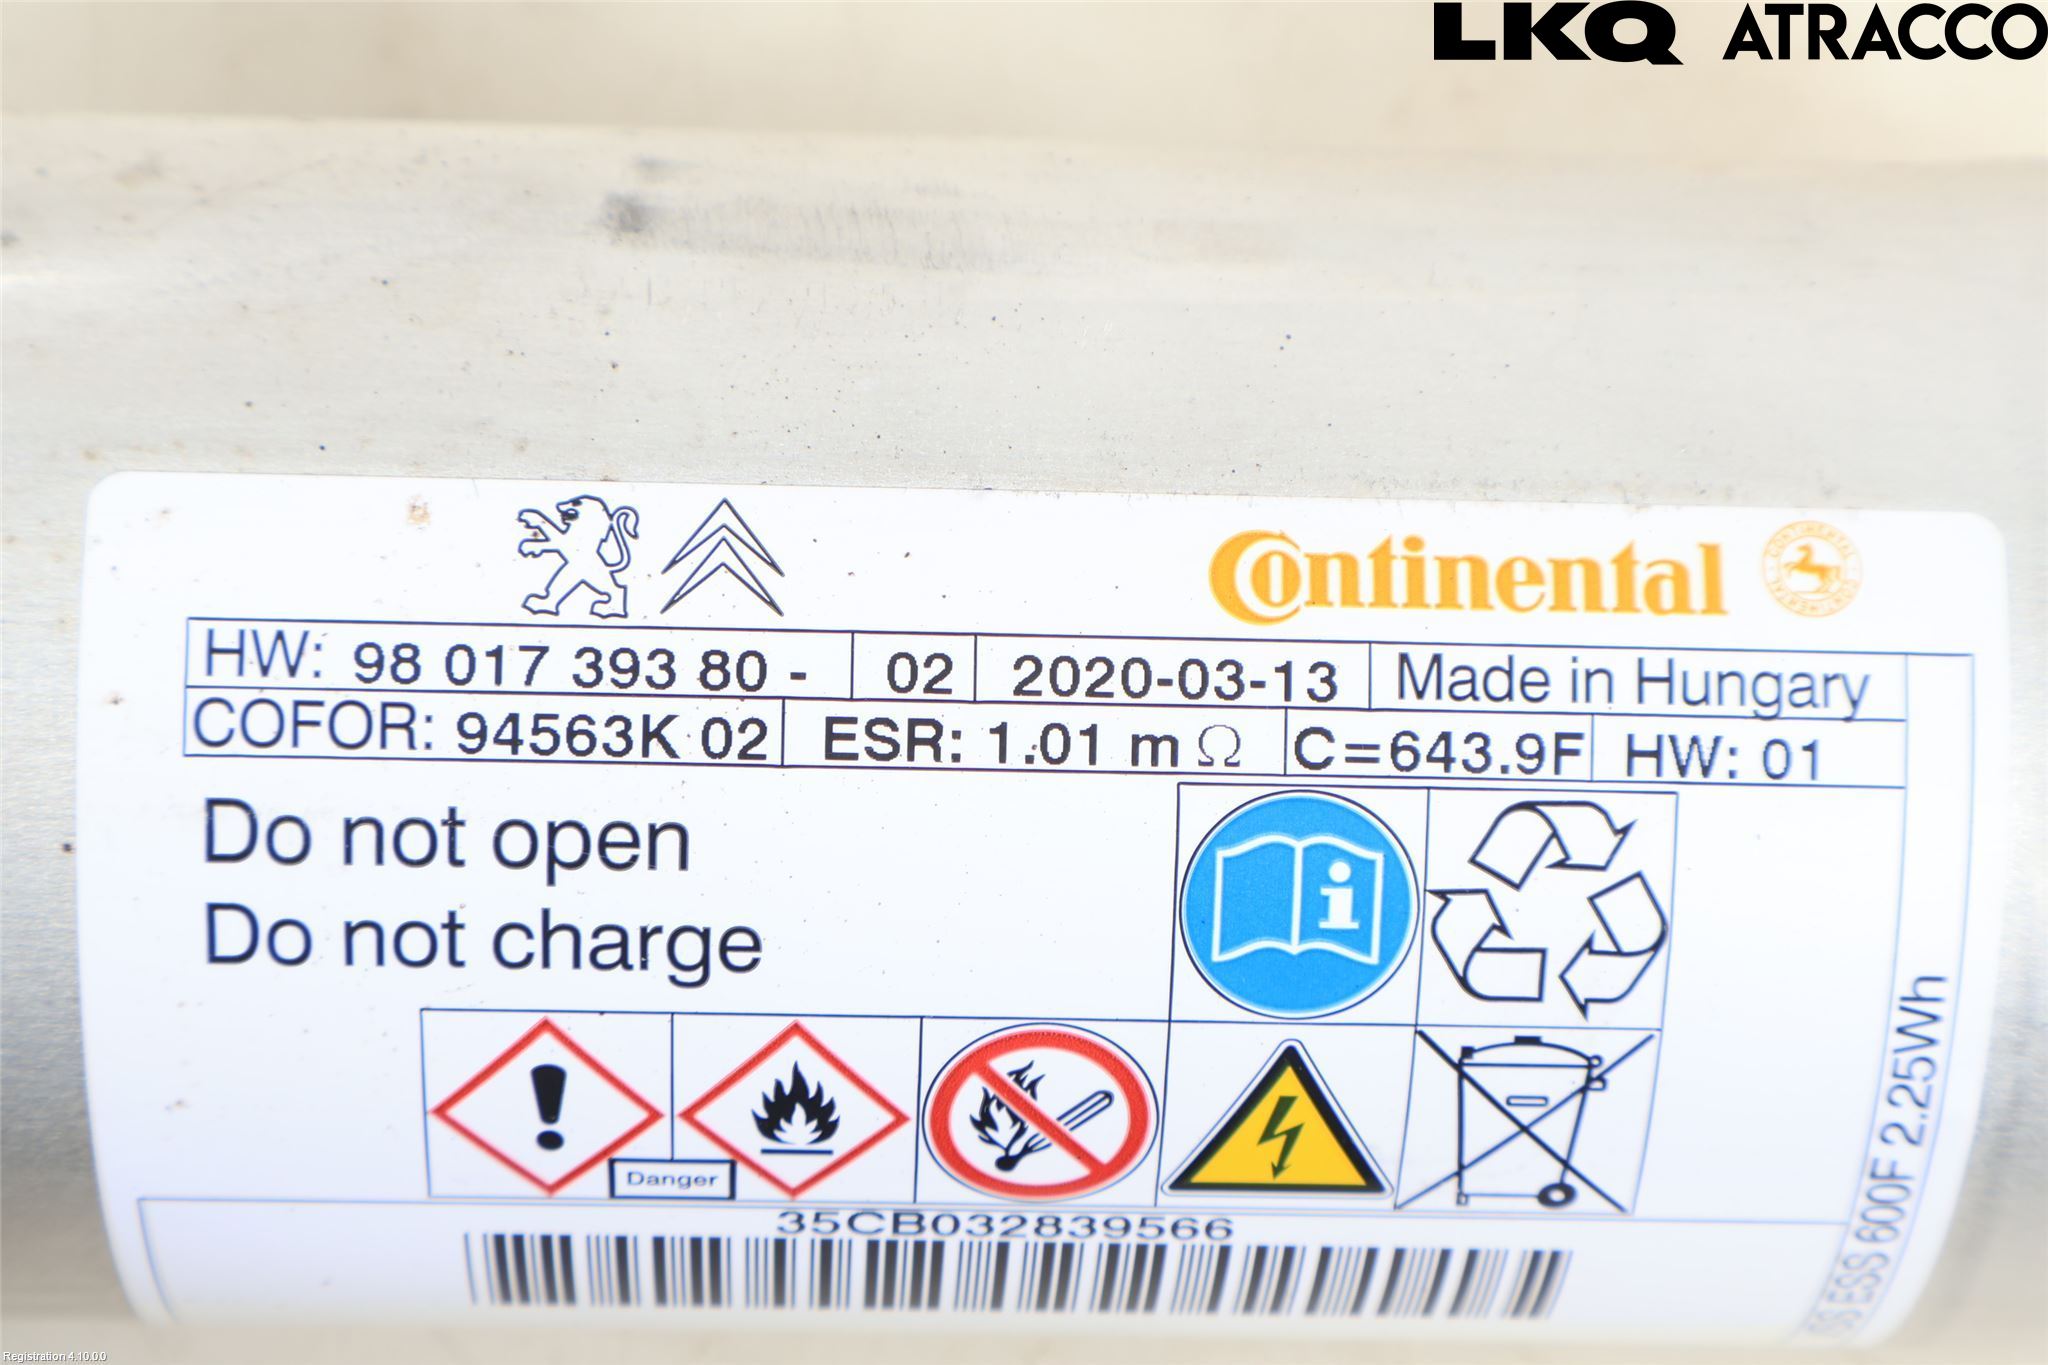 LKQ ATRACCO
Continental
CONTINENTAL CONTINENTAL
HW: 98 017 393 80 - 02 2020-03-13 Made in Hungary
COFOR: 94563K 02 ESR: 1.01 m Ω C=643.9F HW: 01
Do not open
Do not charge
Danger
35CB032839566
ESS 600F 2.25Wh
Registration 4.10.0.0